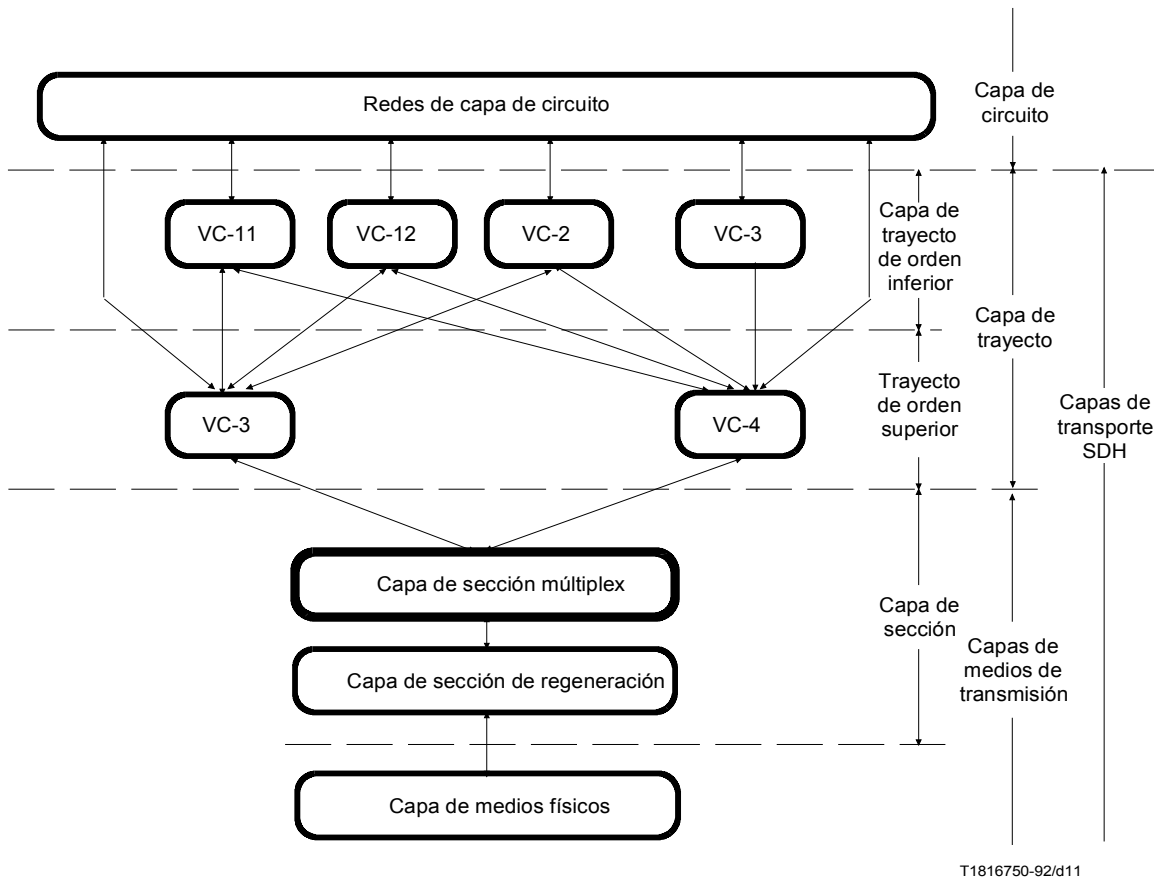 Redes de capa de circuito
Capa de
circuito
VC-11
VC-12
VC-2
VC-3
Capa de
trayecto
de orden
inferior
Capa de
trayecto
VC-3
VC-4
Trayecto
de orden
superior
Capas de
transporte
SDH
Capa de sección múltiplex
Capa de sección de regeneración
Capa de
sección
Capas de
medios de
transmisión
Capa de medios físicos
T1816750-92/d11